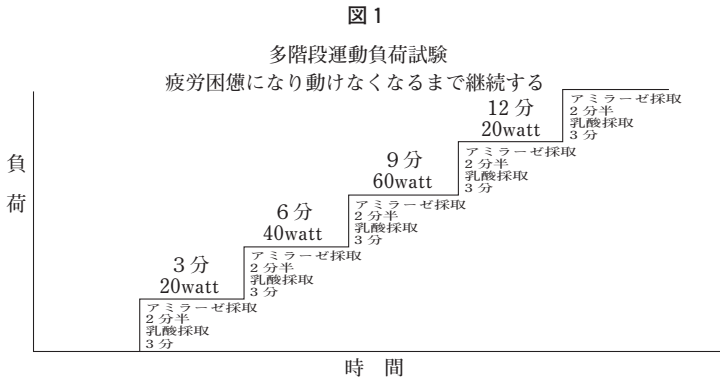 図1
多階段運動負荷試験
疲労困憊になり動けなくなるまで継続する
負荷
3分
20watt
アミラーゼ採取
2分半
乳酸採取
3分
6分
40watt
アミラーゼ採取
2分半
乳酸採取
3分
9分
60watt
アミラーゼ採取
2分半
乳酸採取
3分
12分
20watt
アミラーゼ採取
2分半
乳酸採取
3分
アミラーゼ採取
2分半
乳酸採取
3分
時 間